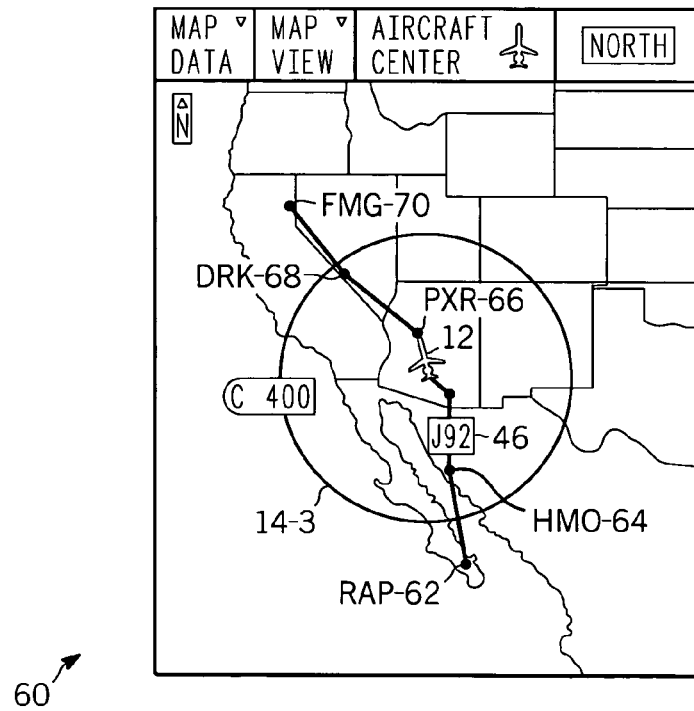 MAP DATA
MAP VIEW
AIRCRAFT CENTER
NORTH
N
FMG-70
DRK-68
PXR-66
12
C 400
J92
46
14-3
HMO-64
RAP-62
60